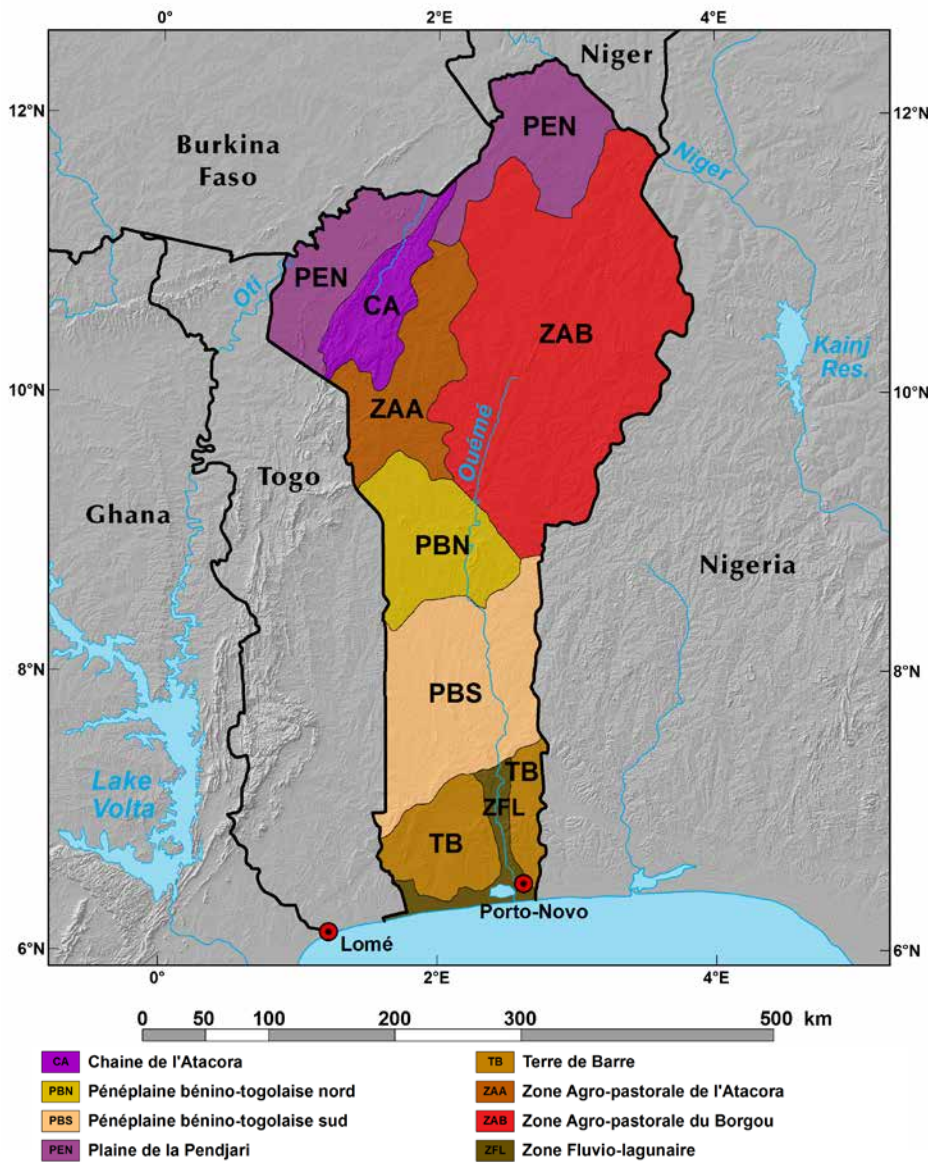 0°
2°E
4°E
Niger
12°N
12°N
PEN
Burkina
Faso
Niger
PEN
Oti
CA
ZAB
Kainj
Res.
10°N
10°N
ZAA
Ouémé
Togo
Ghana
PBN
Nigeria
8°N
8°N
PBS
Lake
Volta
TB
ZFL
TB
Porto-Novo
Lomé
6°N
6°N
0°
2°E
4°E
0 50 100 200 300 500 km
CA Chaine de l'Atacora
PBN Pénéplaine bénino-togolaise nord
PBS Pénéplaine bénino-togolaise sud
PEN Plaine de la Pendjari
TB Terre de Barre
ZAA Zone Agro-pastorale de l'Atacora
ZAB Zone Agro-pastorale du Borgou
ZFL Zone Fluvio-lagunaire